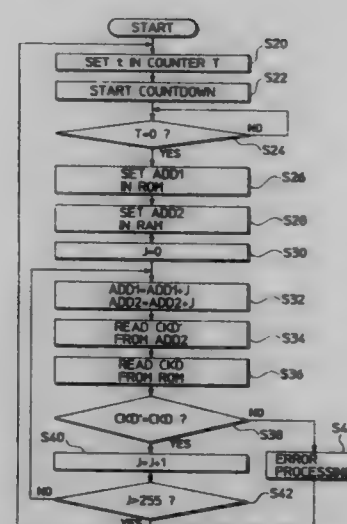 START
SET t IN COUNTER T
S20
START COUNTDOWN
S22
T=0 ?
NO
S24
YES
SET ADD1
IN ROM
S26
SET ADD2
IN RAM
S28
J=0
S30
ADD1=ADD1+J
ADD2=ADD2+J
S32
READ CKD'
FROM ADD2
S34
READ CKD
FROM ROM
S36
CKD'=CKD ?
NO
S38
YES
S40
J=J+1
ERROR
PROCESSING
NO
J>255 ?
S42
YES